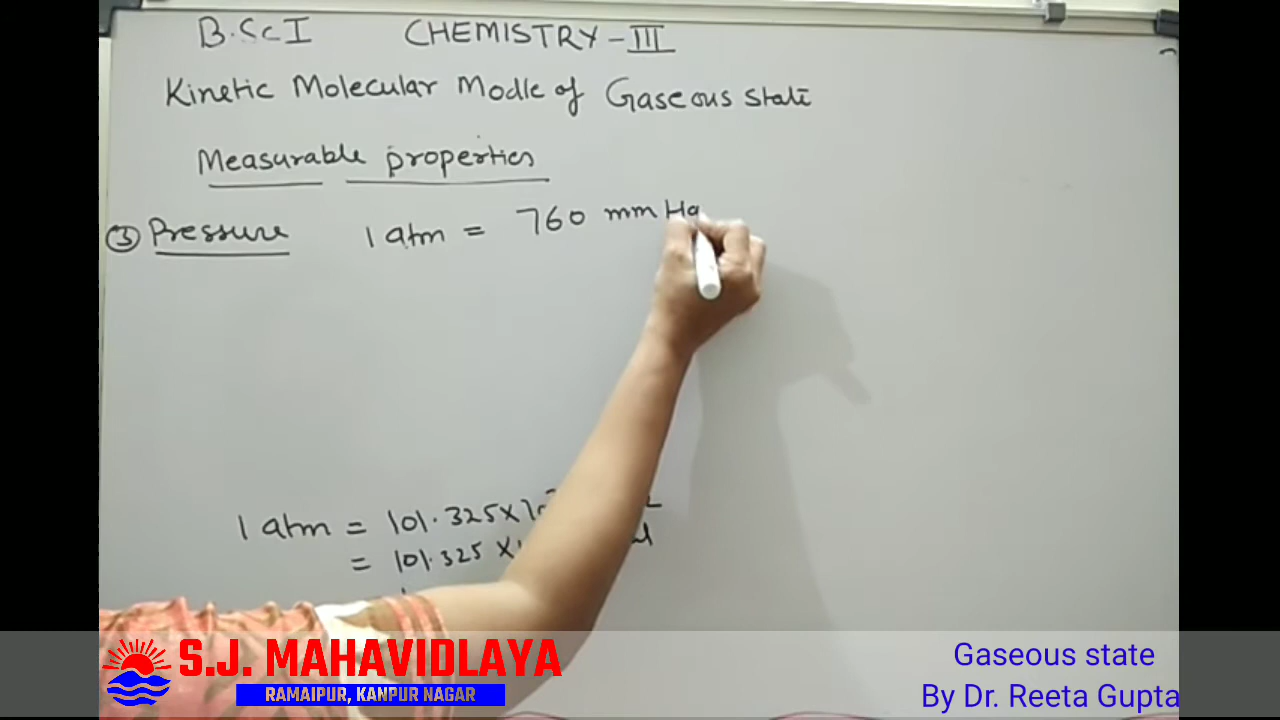 B.Sc I CHEMISTRY - III
Kinetic Molecular Modle of Gaseous state
Measurable properties
③ Pressure 1 atm = 760 mm Hg
1 atm = 101.325 X
= 101.325 X
S.J. MAHAVIDLAYA
RAMAIPUR, KANPUR NAGAR
Gaseous state
By Dr. Reeta Gupta